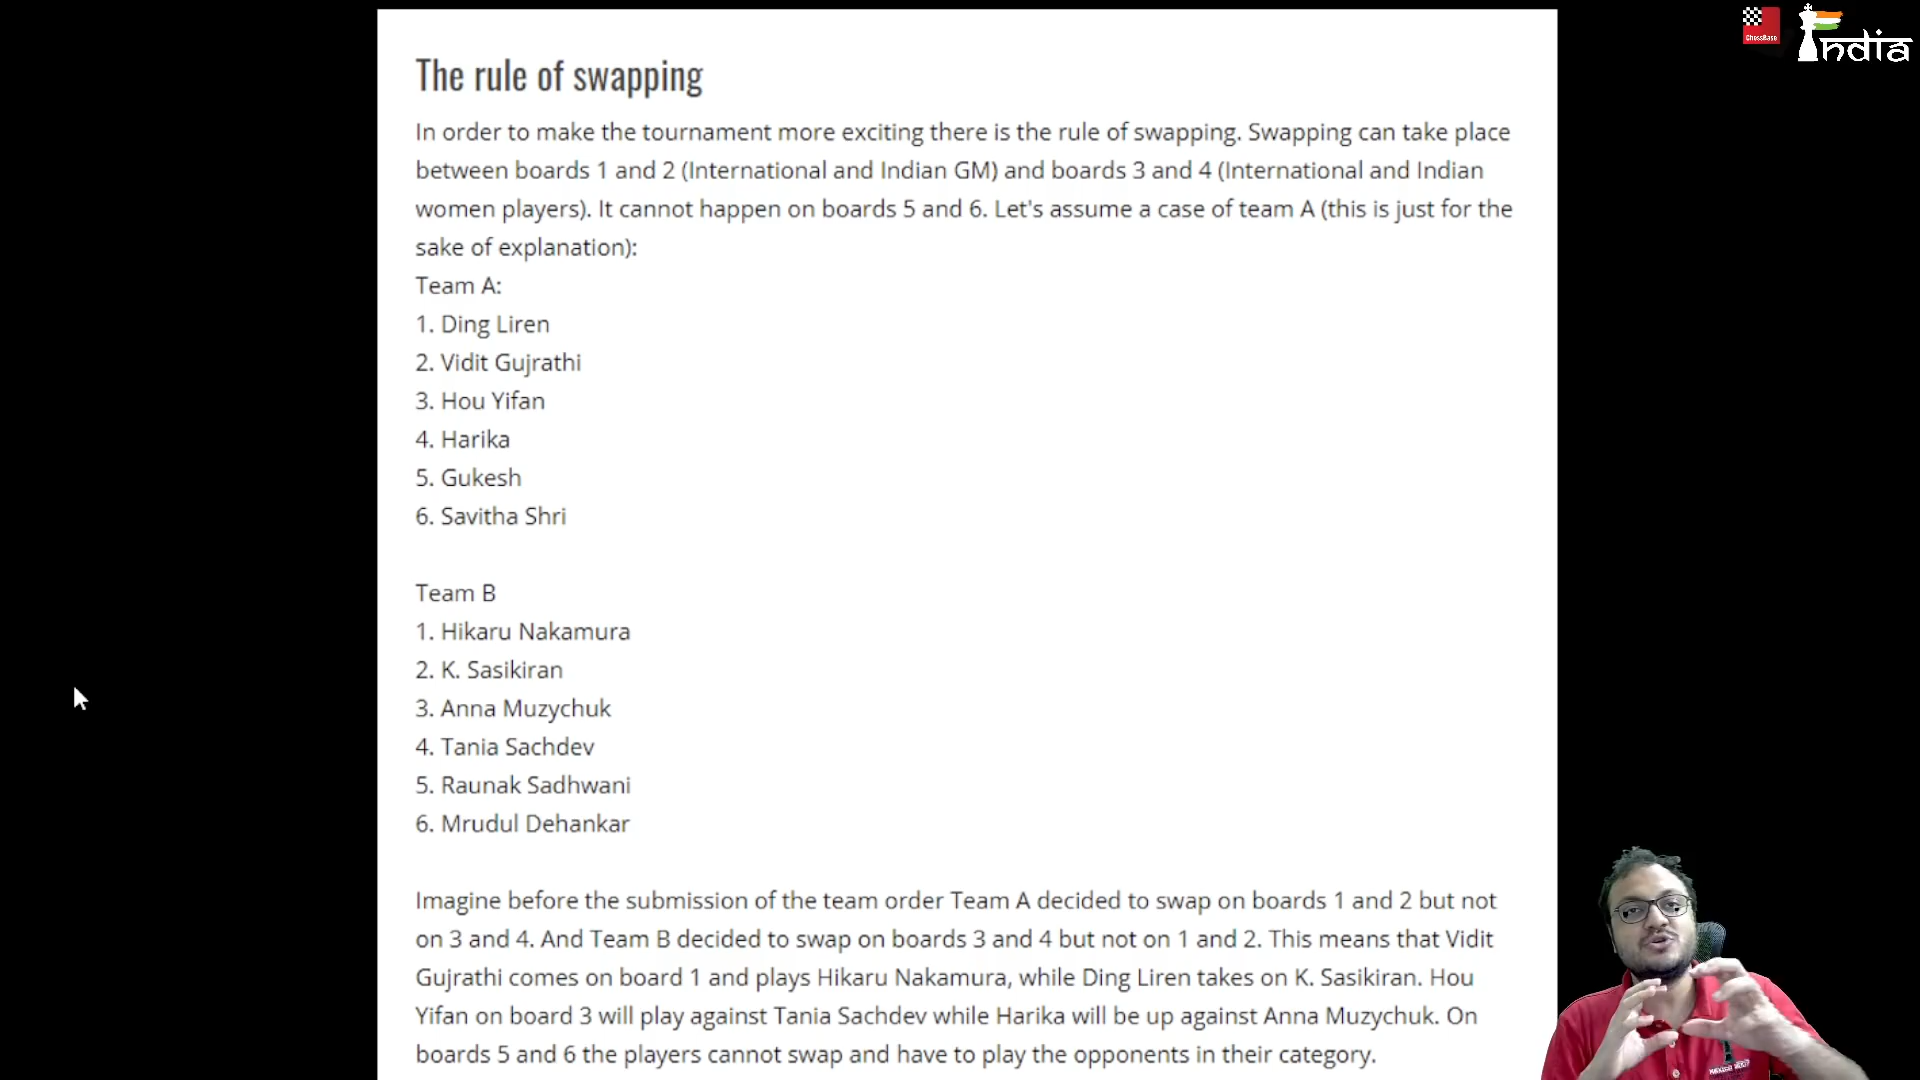 The rule of swapping
In order to make the tournament more exciting there is the rule of swapping. Swapping can take place
between boards 1 and 2 (International and Indian GM) and boards 3 and 4 (International and Indian
women players). It cannot happen on boards 5 and 6. Let's assume a case of team A (this is just for the
sake of explanation):
Team A:
1. Ding Liren
2. Vidit Gujrathi
3. Hou Yifan
4. Harika
5. Gukesh
6. Savitha Shri
Team B
1. Hikaru Nakamura
2. K. Sasikiran
3. Anna Muzychuk
4. Tania Sachdev
5. Raunak Sadhwani
6. Mrudul Dehankar
Imagine before the submission of the team order Team A decided to swap on boards 1 and 2 but not
on 3 and 4. And Team B decided to swap on boards 3 and 4 but not on 1 and 2. This means that Vidit
Gujrathi comes on board 1 and plays Hikaru Nakamura, while Ding Liren takes on K. Sasikiran. Hou
Yifan on board 3 will play against Tania Sachdev while Harika will be up against Anna Muzychuk. On
boards 5 and 6 the players cannot swap and have to play the opponents in their category.
ChessBase
India